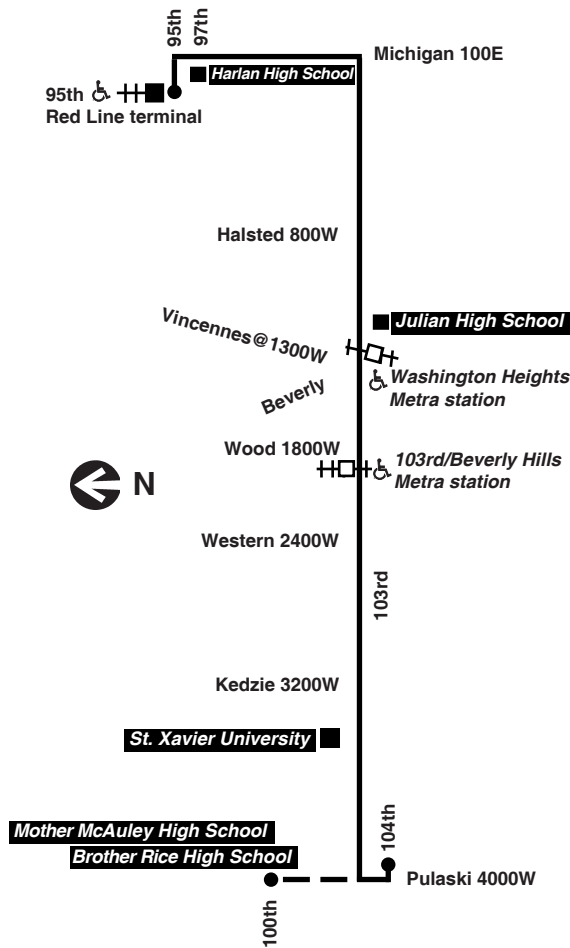 95th
97th
Michigan 100E
Harlan High School
95th
Red Line terminal
Halsted 800W
Vincennes@1300W
Julian High School
Washington Heights
Metra station
Beverly
Wood 1800W
103rd/Beverly Hills
Metra station
N
Western 2400W
103rd
Kedzie 3200W
St. Xavier University
Mother McAuley High School
Brother Rice High School
104th
Pulaski 4000W
100th